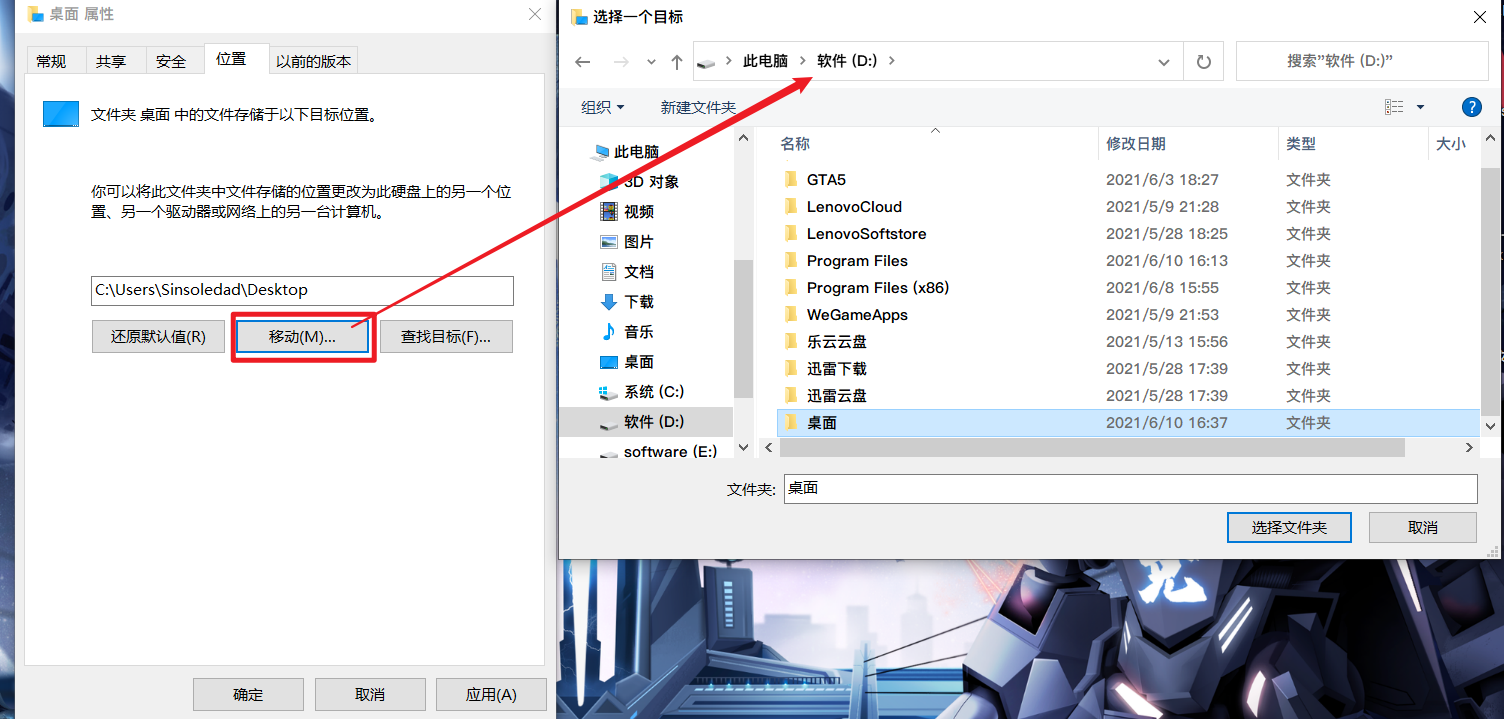 桌面 属性
常规
共享
安全
位置
以前的版本
文件夹 桌面 中的文件存储于以下目标位置。
你可以将此文件夹中文件存储的位置更改为此硬盘上的另一个位
置、另一个驱动器或网络上的另一台计算机。
C:\Users\Sinsoledad\Desktop
还原默认值(R)
移动(M)...
查找目标(F)...
确定
取消
应用(A)
选择一个目标
此电脑 > 软件 (D:) >
搜索"软件 (D:)"
组织
新建文件夹
此电脑
3D 对象
视频
图片
文档
下载
音乐
桌面
系统 (C:)
软件 (D:)
software (E:)
名称 修改日期 类型 大小
GTA5 2021/6/3 18:27 文件夹
LenovoCloud 2021/5/9 21:28 文件夹
LenovoSoftstore 2021/5/28 18:25 文件夹
Program Files 2021/6/10 16:13 文件夹
Program Files (x86) 2021/6/8 15:55 文件夹
WeGameApps 2021/5/9 21:53 文件夹
乐云云盘 2021/5/13 15:56 文件夹
迅雷下载 2021/5/28 17:39 文件夹
迅雷云盘 2021/5/28 17:39 文件夹
桌面 2021/6/10 16:37 文件夹
文件夹: 桌面
选择文件夹
取消